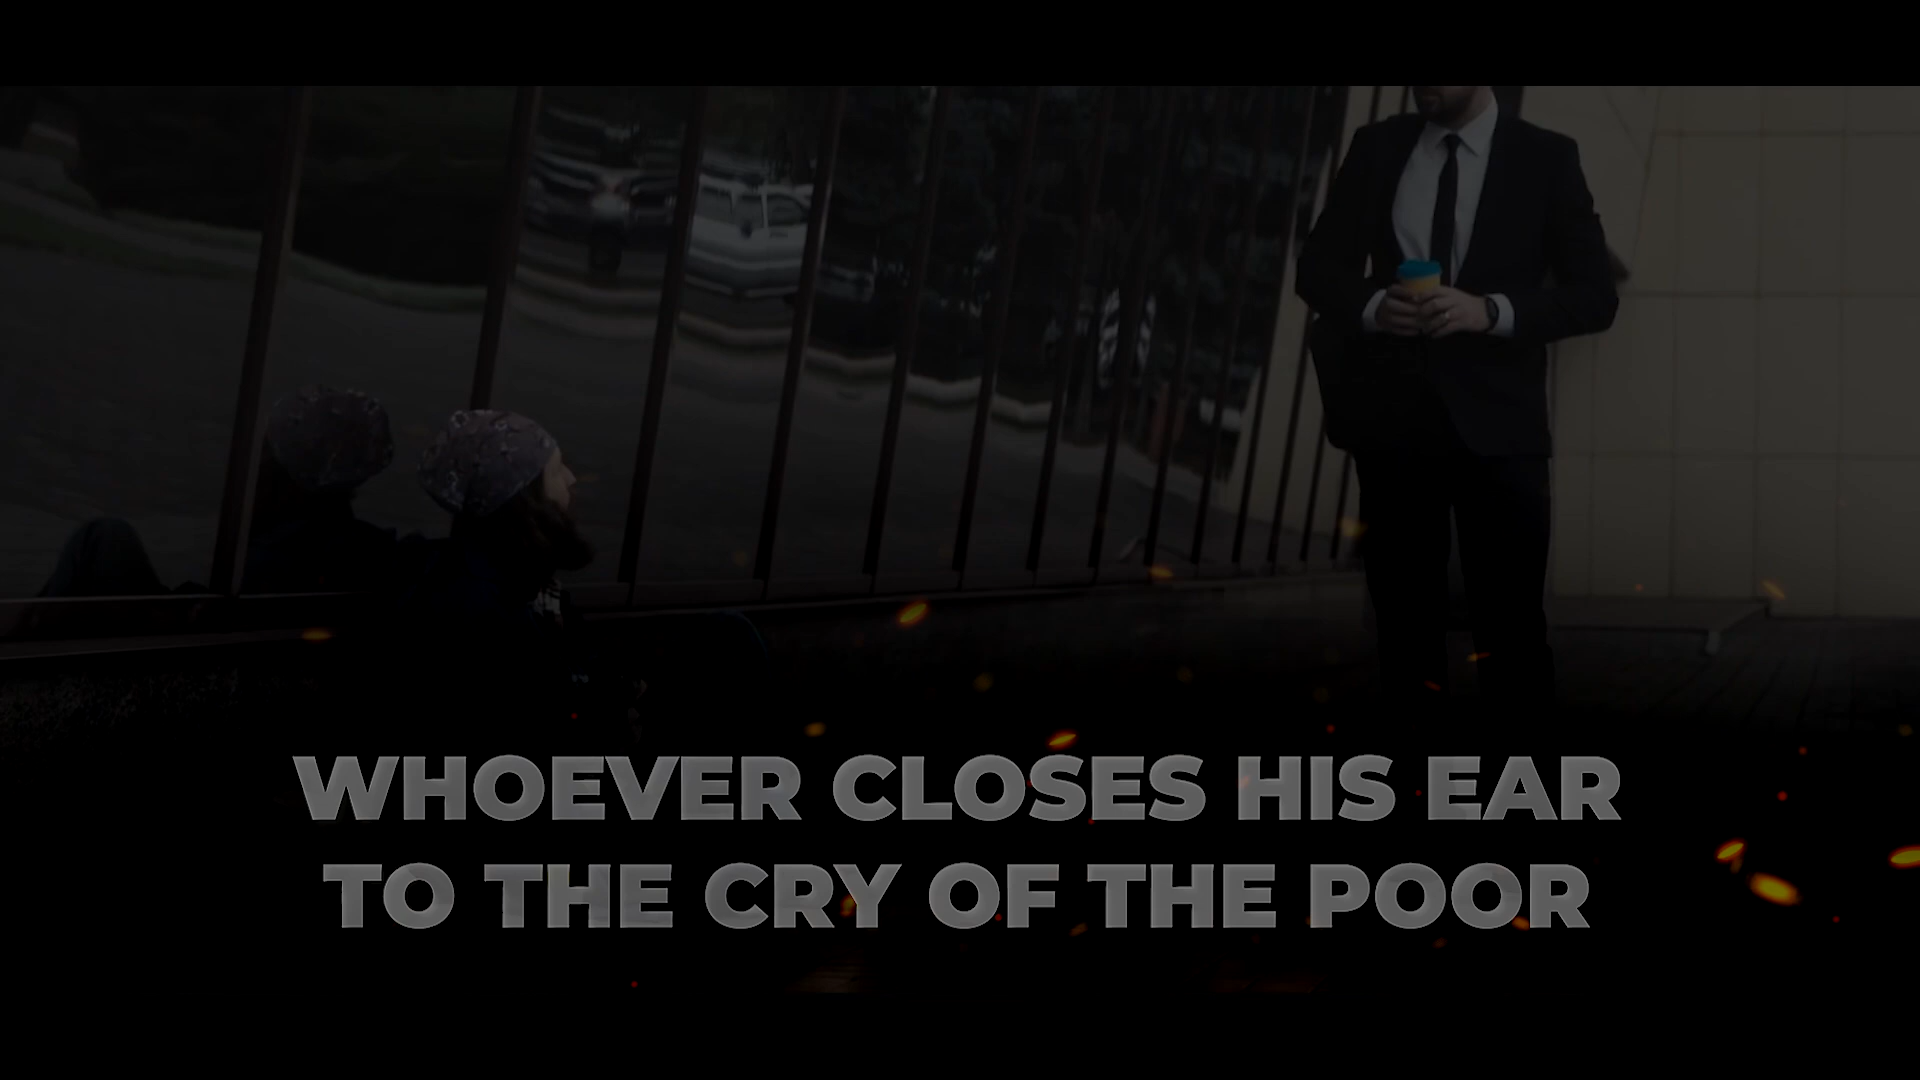 WHOEVER CLOSES HIS EAR
TO THE CRY OF THE POOR